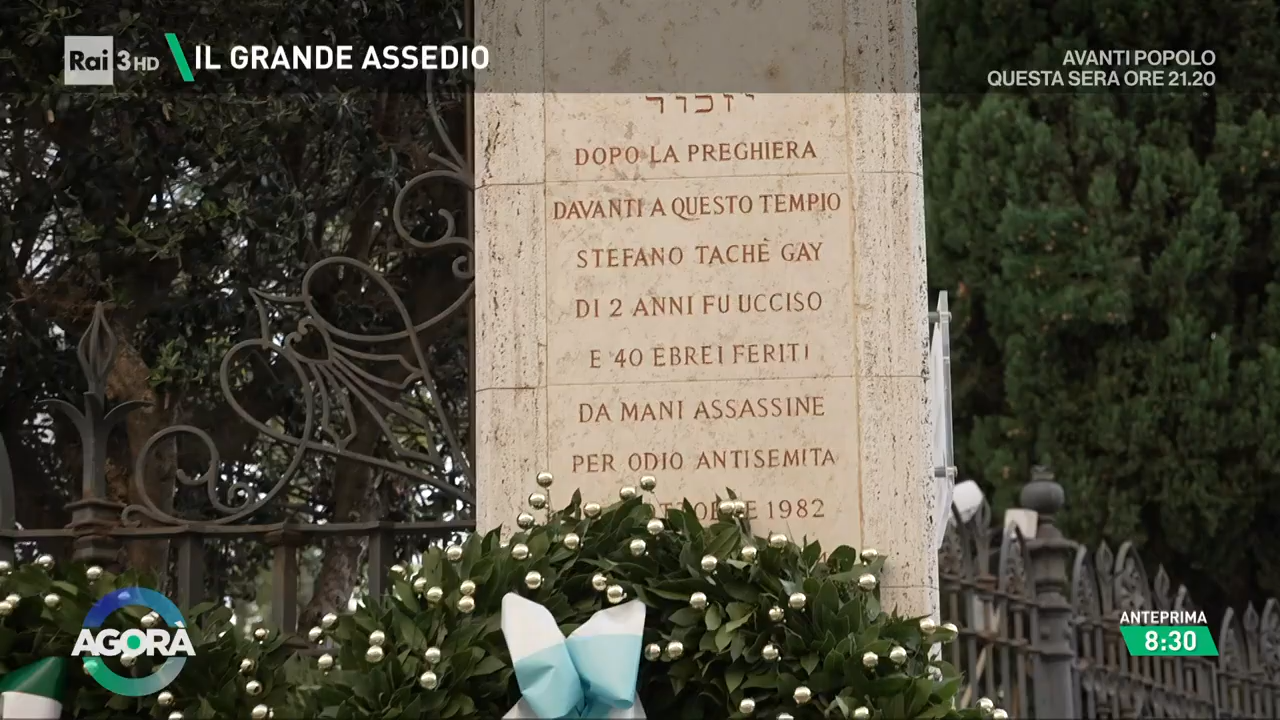 Rai 3HD
IL GRANDE ASSEDIO
AVANTI POPOLO
QUESTA SERA ORE 21.20
יזכור
DOPO LA PREGHIERA
DAVANTI A QUESTO TEMPIO
STEFANO TACHÈ GAY
DI 2 ANNI FU UCCISO
E 40 EBREI FERITI
DA MANI ASSASSINE
PER ODIO ANTISEMITA
1982
AGORÀ
ANTEPRIMA
8:30